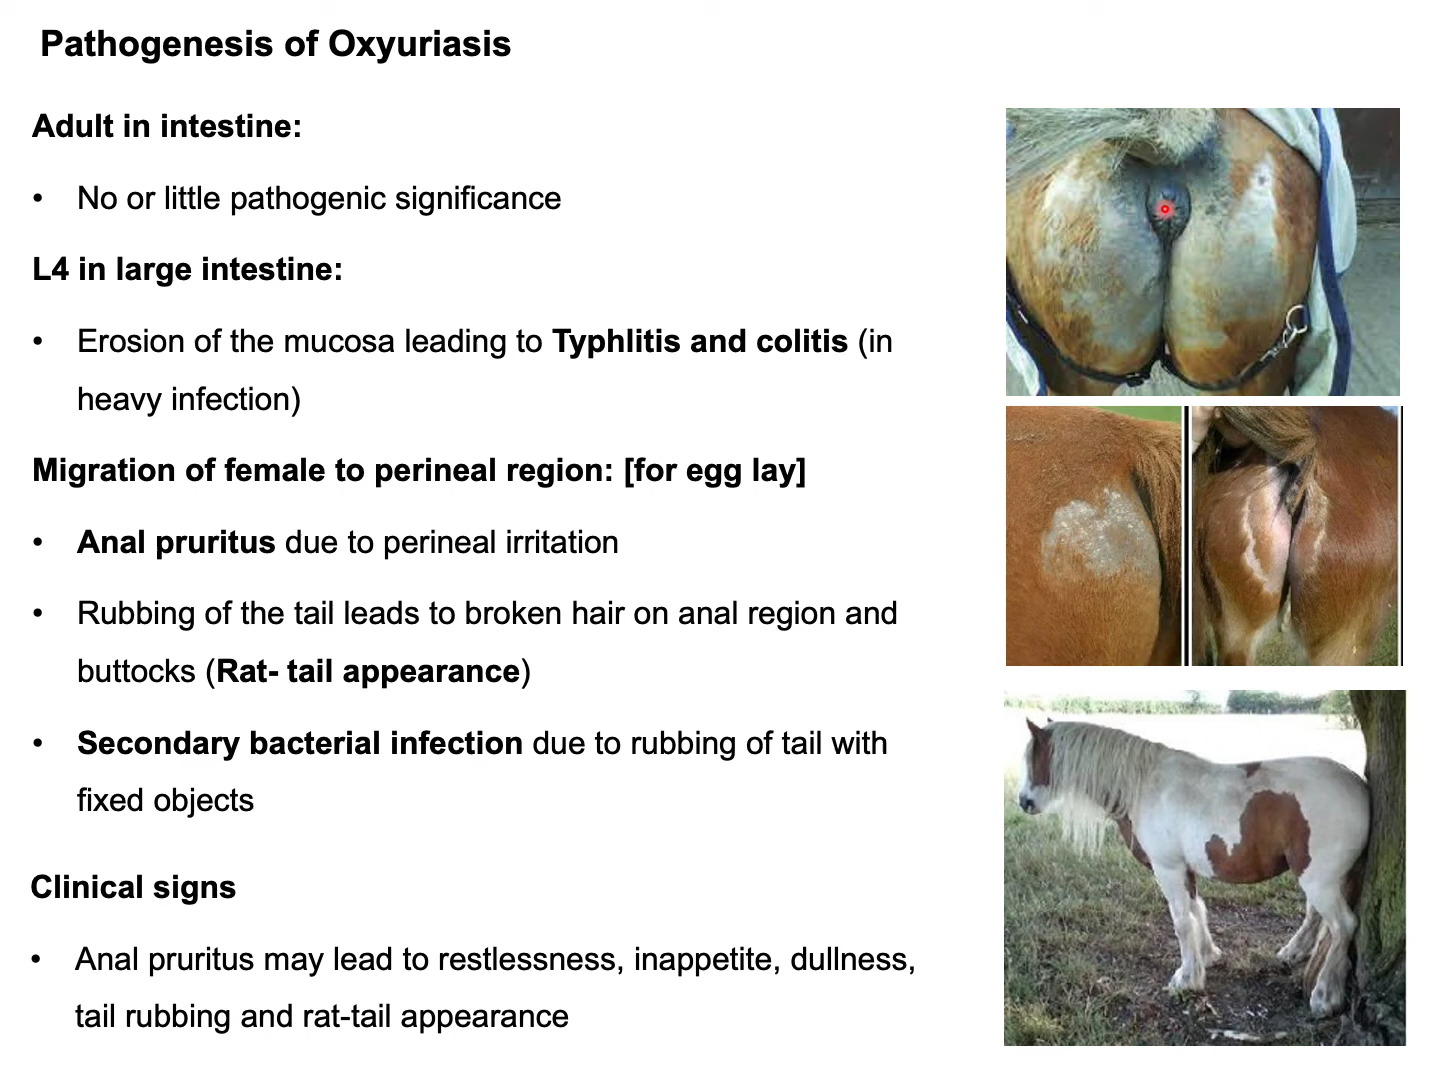 Pathogenesis of Oxyuriasis
Adult in intestine:
• No or little pathogenic significance
L4 in large intestine:
• Erosion of the mucosa leading to Typhlitis and colitis (in
heavy infection)
Migration of female to perineal region: [for egg lay]
• Anal pruritus due to perineal irritation
• Rubbing of the tail leads to broken hair on anal region and
buttocks (Rat- tail appearance)
• Secondary bacterial infection due to rubbing of tail with
fixed objects
Clinical signs
• Anal pruritus may lead to restlessness, inappetite, dullness,
tail rubbing and rat-tail appearance